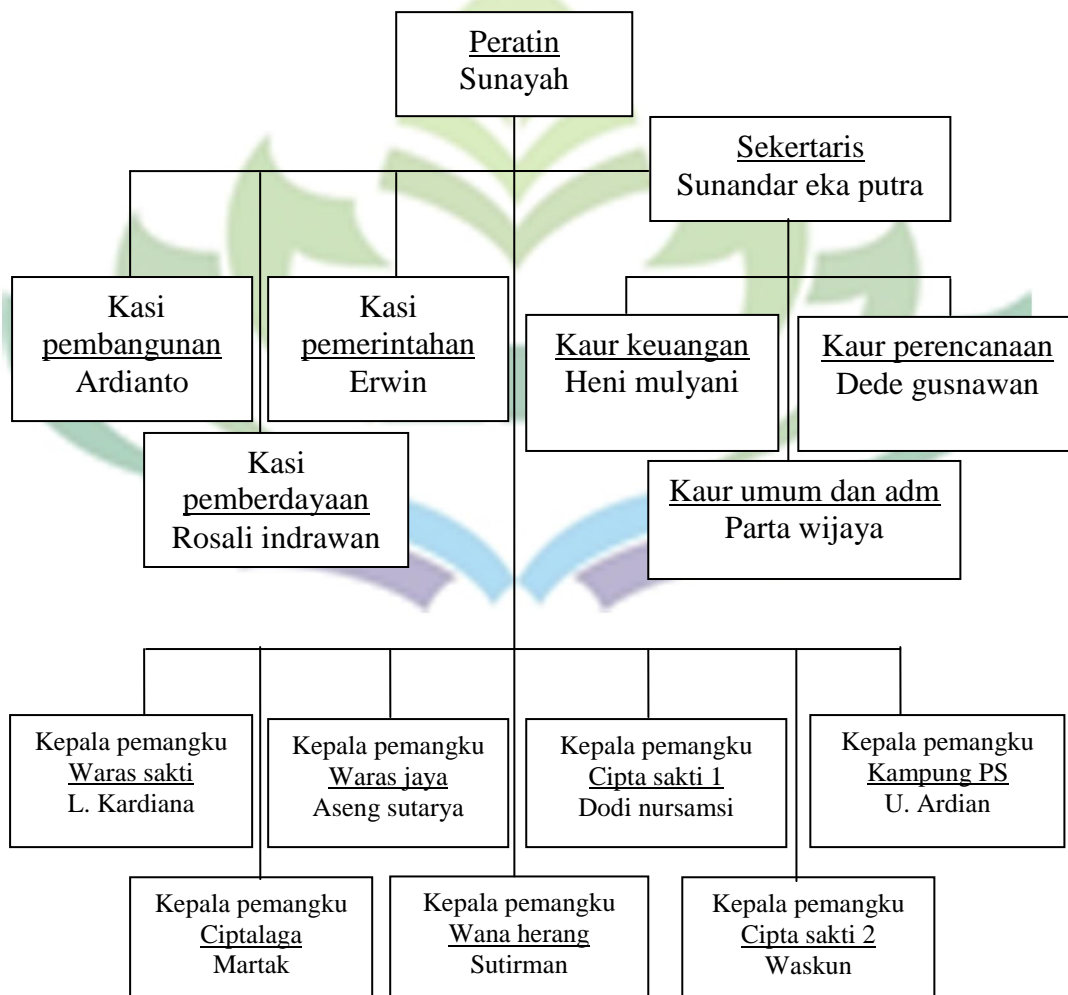 Peratin
Sunayah
Sekertaris
Sunandar eka putra
Kasi
pembangunan
Ardianto
Kasi
pemerintahan
Erwin
Kaur keuangan
Heni mulyani
Kaur perencanaan
Dede gusnawan
Kasi
pemberdayaan
Rosali indrawan
Kaur umum dan adm
Parta wijaya
Kepala pemangku
Waras sakti
L. Kardiana
Kepala pemangku
Waras jaya
Aseng sutarya
Kepala pemangku
Cipta sakti 1
Dodi nursamsi
Kepala pemangku
Kampung PS
U. Ardian
Kepala pemangku
Ciptalaga
Martak
Kepala pemangku
Wana herang
Sutirman
Kepala pemangku
Cipta sakti 2
Waskun